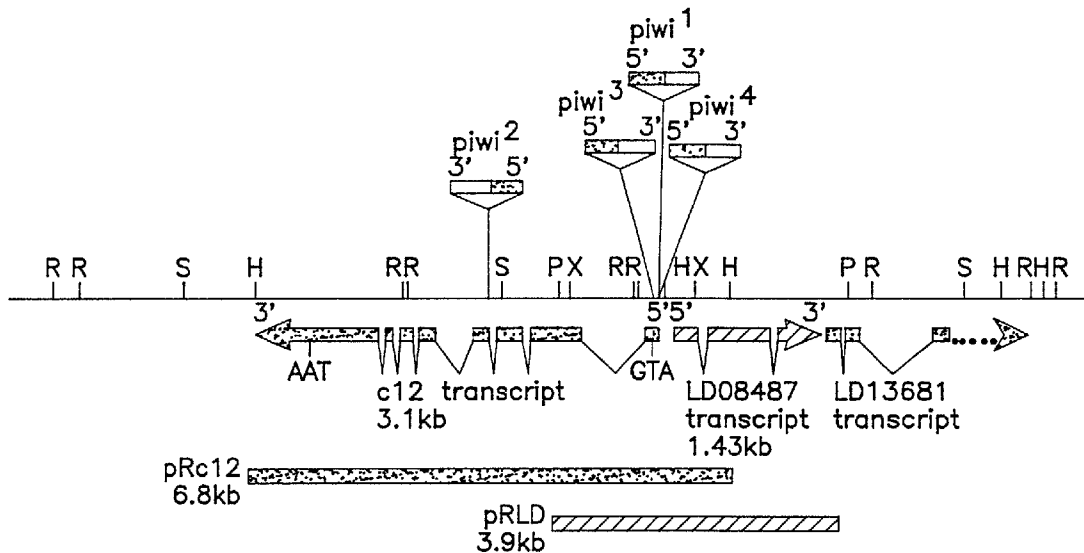 piwi 1
5' 3'
piwi 3
5' 3'
piwi 4
5' 3'
piwi 2
3' 5'
R R S H RR S P X RR H X H P R S H R H R
3' 5' 5' 3'
AAT GTA
c12 transcript
3.1kb
LD08487
transcript
1.43kb
LD13681
transcript
pRc12
6.8kb
pRLD
3.9kb